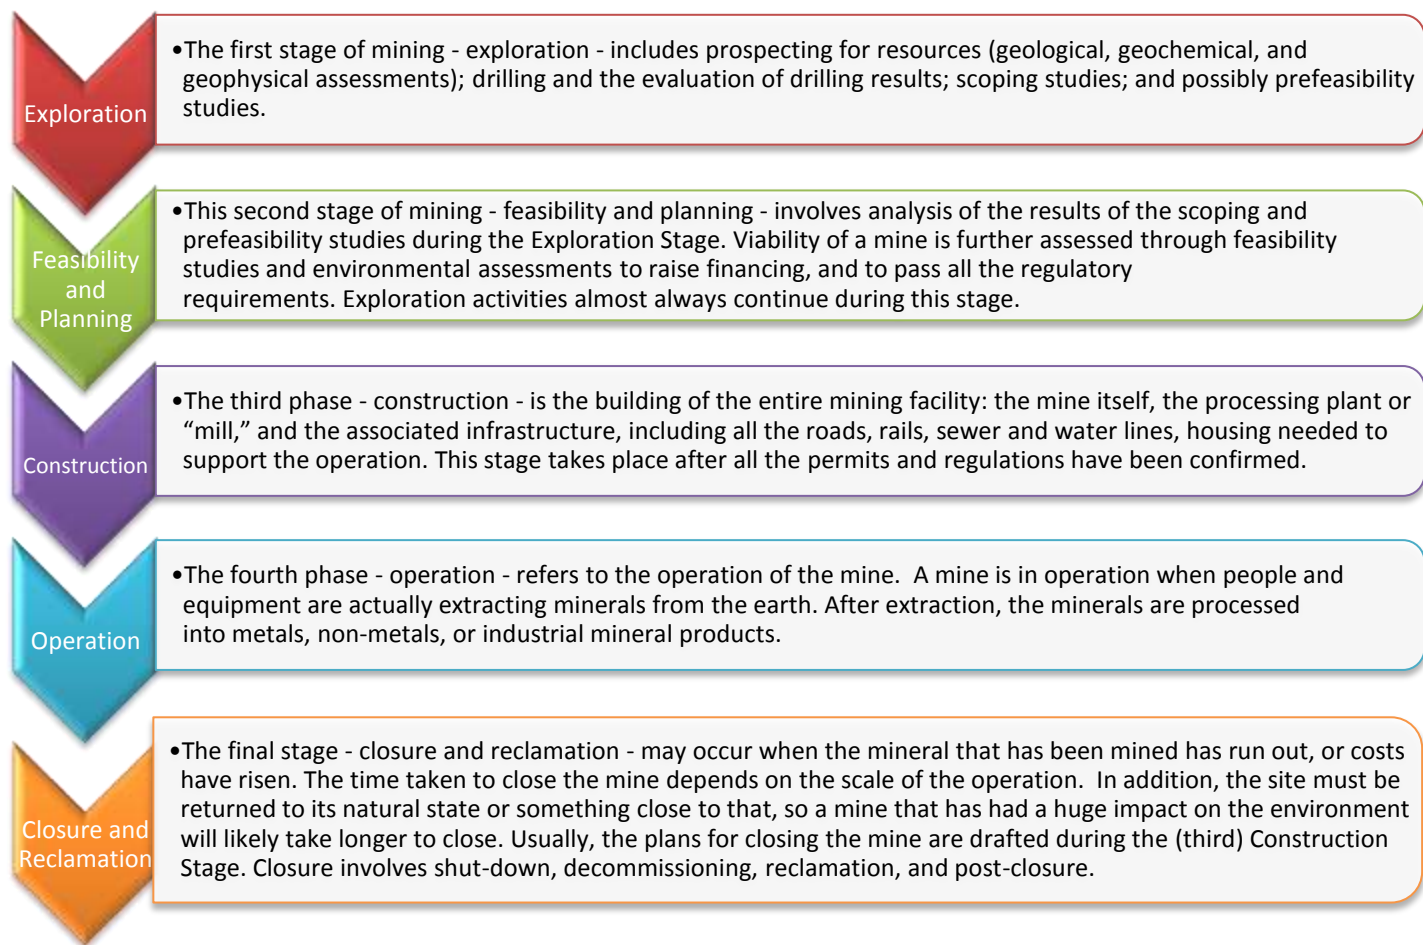 Exploration
•The first stage of mining - exploration - includes prospecting for resources (geological, geochemical, and
geophysical assessments); drilling and the evaluation of drilling results; scoping studies; and possibly prefeasibility
studies.
Feasibility
and
Planning
•This second stage of mining - feasibility and planning - involves analysis of the results of the scoping and
prefeasibility studies during the Exploration Stage. Viability of a mine is further assessed through feasibility
studies and environmental assessments to raise financing, and to pass all the regulatory
requirements. Exploration activities almost always continue during this stage.
Construction
•The third phase - construction - is the building of the entire mining facility: the mine itself, the processing plant or
“mill,” and the associated infrastructure, including all the roads, rails, sewer and water lines, housing needed to
support the operation. This stage takes place after all the permits and regulations have been confirmed.
Operation
•The fourth phase - operation - refers to the operation of the mine.  A mine is in operation when people and
equipment are actually extracting minerals from the earth. After extraction, the minerals are processed
into metals, non-metals, or industrial mineral products.
Closure and
Reclamation
•The final stage - closure and reclamation - may occur when the mineral that has been mined has run out, or costs
have risen. The time taken to close the mine depends on the scale of the operation.  In addition, the site must be
returned to its natural state or something close to that, so a mine that has had a huge impact on the environment
will likely take longer to close. Usually, the plans for closing the mine are drafted during the (third) Construction
Stage. Closure involves shut-down, decommissioning, reclamation, and post-closure.